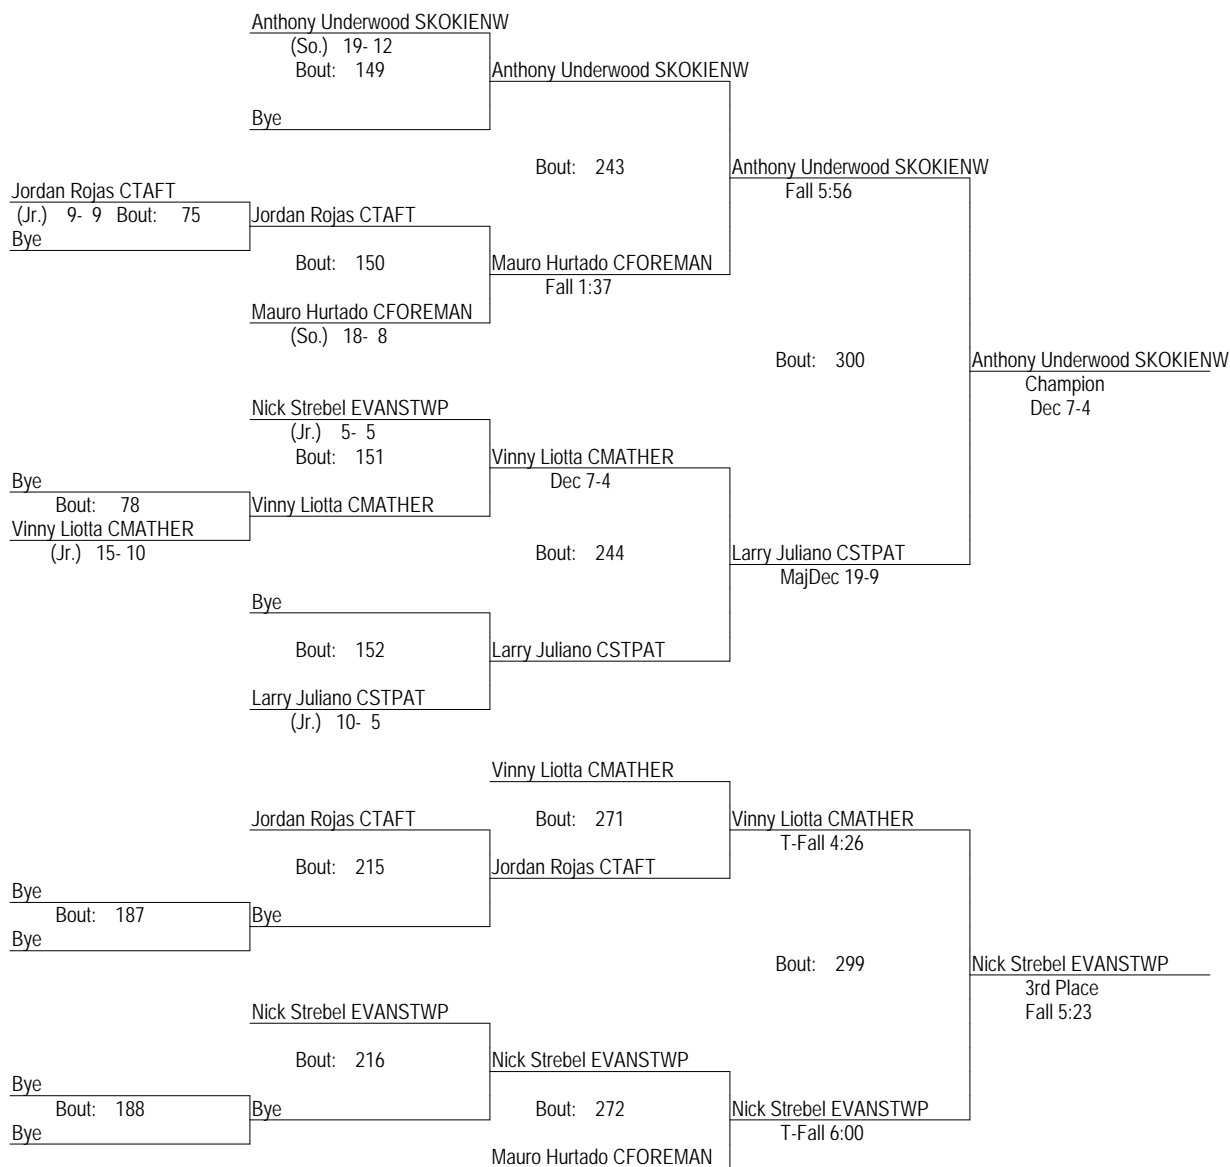 Anthony Underwood SKOKIENW
(So.) 19- 12
Bout: 149
Anthony Underwood SKOKIENW
Bye
Bout: 243
Anthony Underwood SKOKIENW
Fall 5:56
Jordan Rojas CTAFT
(Jr.) 9- 9 Bout: 75
Jordan Rojas CTAFT
Bye
Bout: 150
Mauro Hurtado CFOREMAN
Fall 1:37
Mauro Hurtado CFOREMAN
(So.) 18- 8
Bout: 300
Anthony Underwood SKOKIENW
Champion
Dec 7-4
Nick Strebel EVANSTWP
(Jr.) 5- 5
Bout: 151
Vinny Liotta CMATHER
Dec 7-4
Bye
Bout: 78
Vinny Liotta CMATHER
Vinny Liotta CMATHER
(Jr.) 15- 10
Bout: 244
Larry Juliano CSTPAT
MajDec 19-9
Bye
Bout: 152
Larry Juliano CSTPAT
Larry Juliano CSTPAT
(Jr.) 10- 5
Vinny Liotta CMATHER
Jordan Rojas CTAFT
Bout: 271
Vinny Liotta CMATHER
T-Fall 4:26
Bout: 215
Jordan Rojas CTAFT
Bye
Bout: 187
Bye
Bye
Bout: 299
Nick Strebel EVANSTWP
3rd Place
Fall 5:23
Nick Strebel EVANSTWP
Bout: 216
Nick Strebel EVANSTWP
Bye
Bout: 188
Bye
Bye
Bout: 272
Nick Strebel EVANSTWP
T-Fall 6:00
Mauro Hurtado CFOREMAN